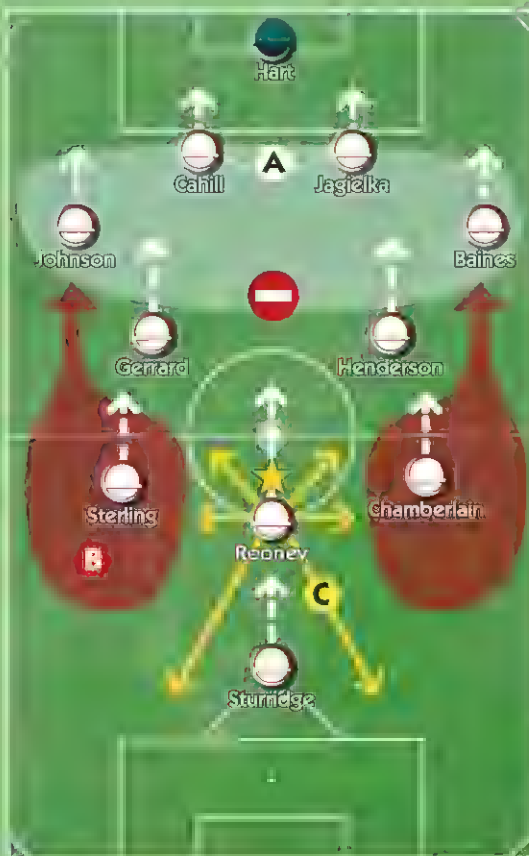 Hart
A
Cahill
Jagielka
Johnson
Baines
Gerrard
Henderson
Sterling
Chamberlain
Rooney
B
C
Sturridge